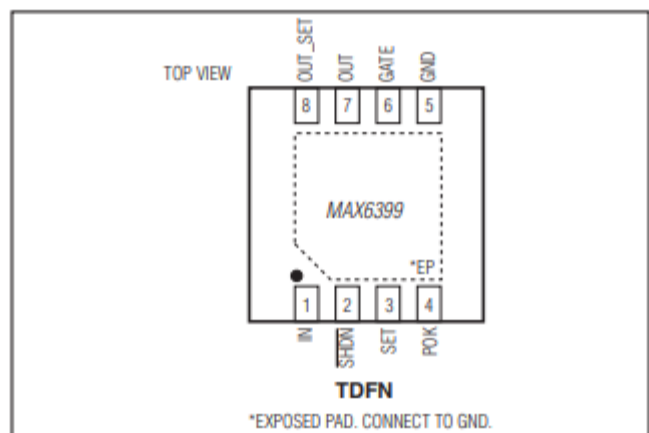 TOP VIEW
OUT_SET
OUT
GATE
GND
8
7
6
5
MAX6399
*EP
1
2
3
4
IN
SHDN
SET
POK
TDFN
*EXPOSED PAD. CONNECT TO GND.